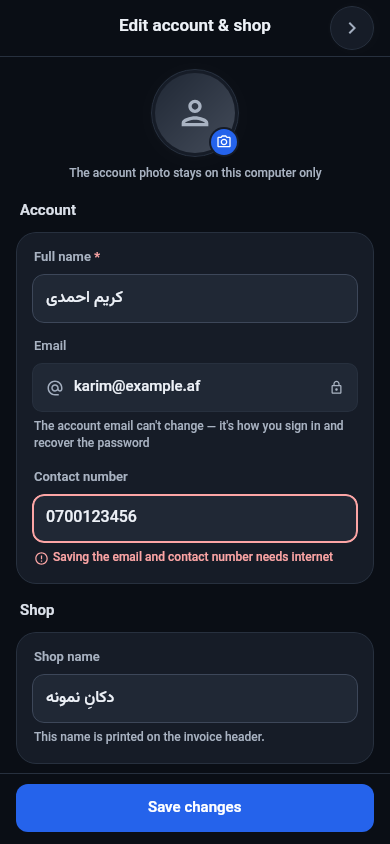 Edit account & shop
The account photo stays on this computer only
Account
Full name *
کریم احمدی
Email
karim@example.af
The account email can't change — it's how you sign in and
recover the password
Contact number
0700123456
Saving the email and contact number needs internet
Shop
Shop name
دکانِ نمونه
This name is printed on the invoice header.
Save changes